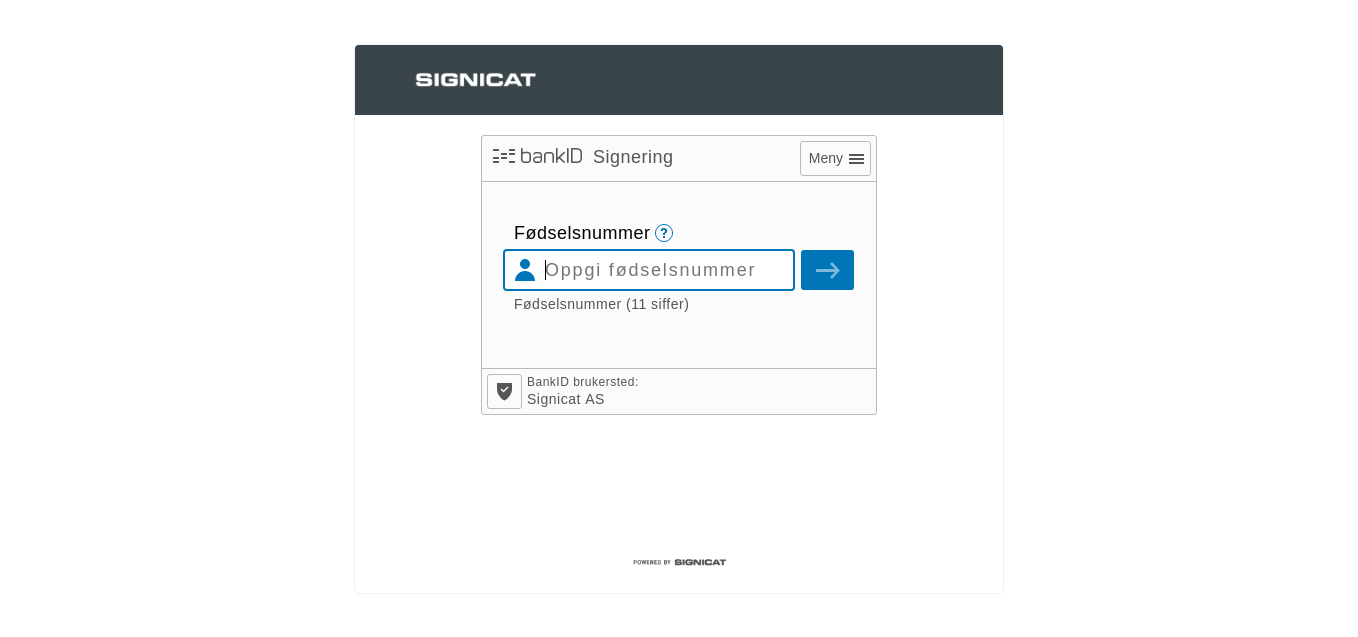 SIGNICAT
bankID Signering
Meny
Fødselsnummer ?
Oppgi fødselsnummer
Fødselsnummer (11 siffer)
BankID brukersted:
Signicat AS
POWERED BY SIGNICAT